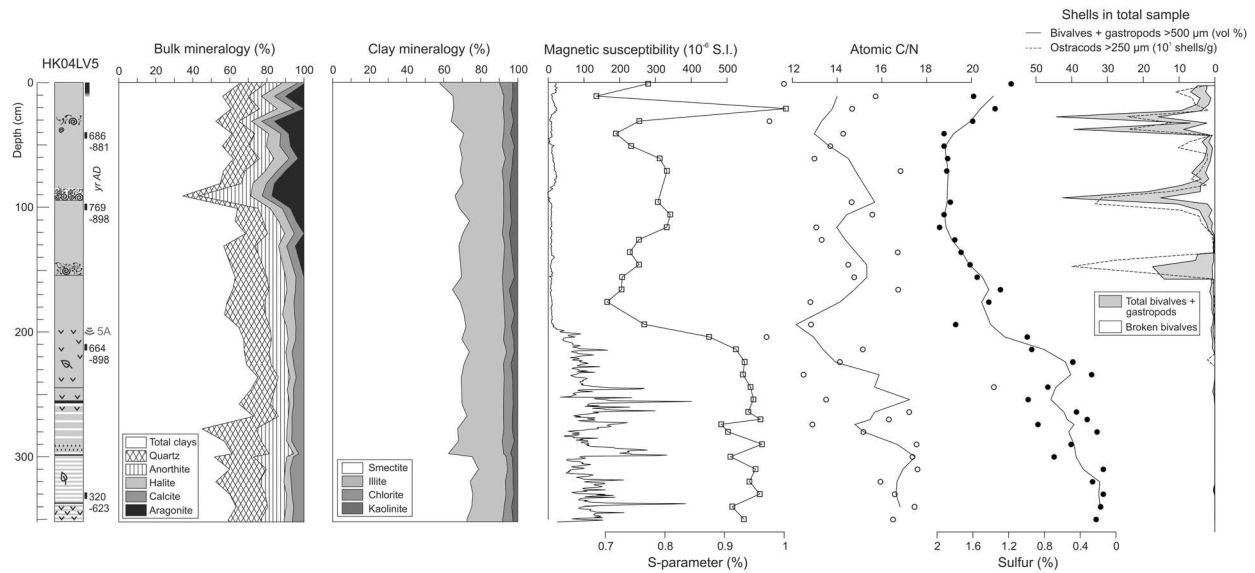 Shells in total sample
Bivalves + gastropods >500 µm (vol %)
Ostracods > 250 µm (10¹ shells/g)
HK04LV5
Bulk mineralogy (%)
Clay mineralogy (%)
Magnetic susceptibility (10⁻⁶ S.I.)
Atomic C/N
0 20 40 60 80 100
0 20 40 60 80 100
0 100 200 300 400 500
12 14 16 18 20
50 40 30 20 10 0
Depth (cm)
0
100
200
300
yr AD
686
-881
769
-898
5A
664
-898
320
-623
Total clays
Quartz
Anorthite
Halite
Calcite
Aragonite
Smectite
Illite
Chlorite
Kaolinite
Total bivalves +
gastropods
Broken bivalves
0.7 0.8 0.9 1
S-parameter (%)
2 1.6 1.2 0.8 0.4 0
Sulfur (%)